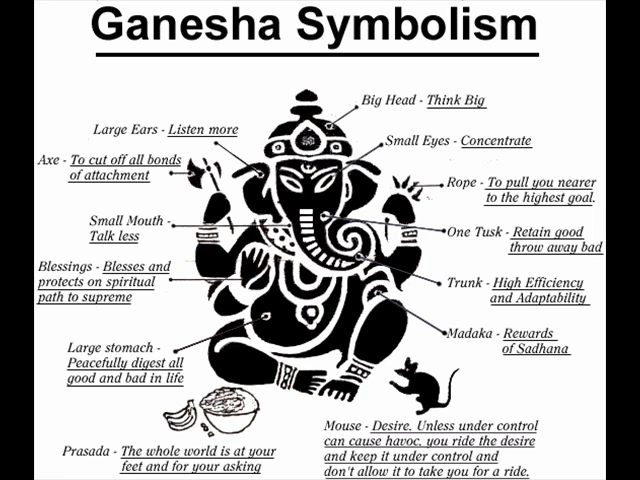 Ganesha Symbolism
Big Head - Think Big
Large Ears - Listen more
Small Eyes - Concentrate
Axe - To cut off all bonds
of attachment
Rope - To pull you nearer
to the highest goal.
Small Mouth -
Talk less
One Tusk - Retain good
throw away bad
Blessings - Blesses and
protects on spiritual
path to supreme
Trunk - High Efficiency
and Adaptability
Madaka - Rewards
of Sadhana
Large stomach -
Peacefully digest all
good and bad in life
Mouse - Desire. Unless under control
can cause havoc, you ride the desire
and keep it under control and
don't allow it to take you for a ride.
Prasada - The whole world is at your
feet and for your asking